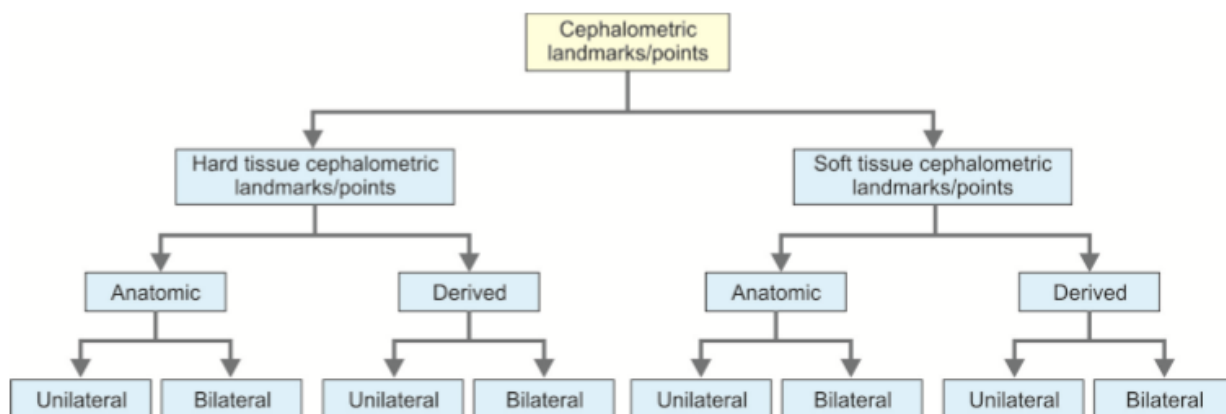 Cephalometric
landmarks/points
Hard tissue cephalometric
landmarks/points
Soft tissue cephalometric
landmarks/points
Anatomic
Derived
Anatomic
Derived
Unilateral
Bilateral
Unilateral
Bilateral
Unilateral
Bilateral
Unilateral
Bilateral